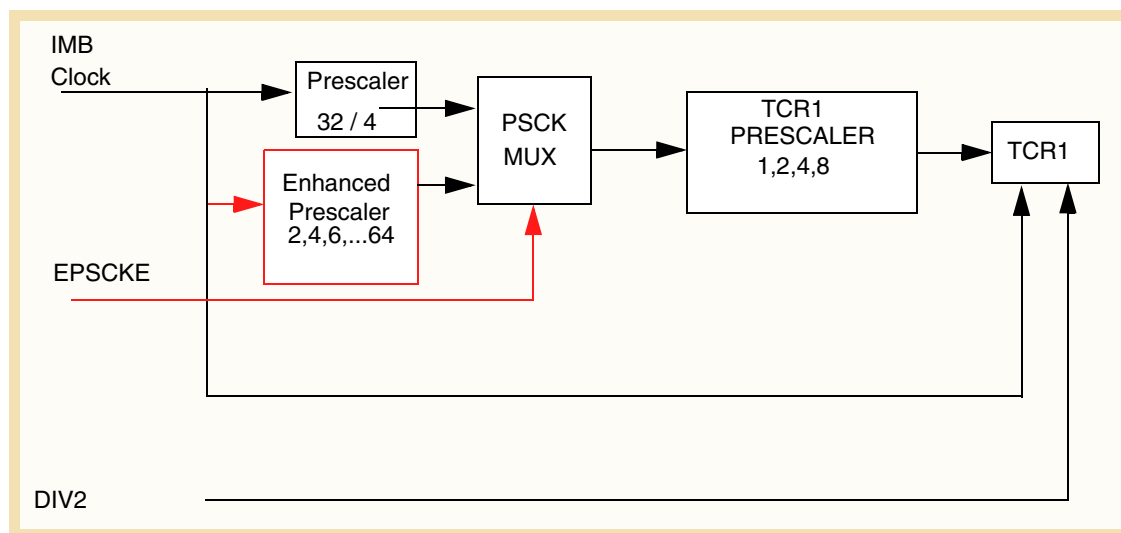 IMB
Clock
Prescaler
32 / 4
PSCK
MUX
TCR1
PRESCALER
1,2,4,8
TCR1
Enhanced
Prescaler
2,4,6,...64
EPSCKE
DIV2